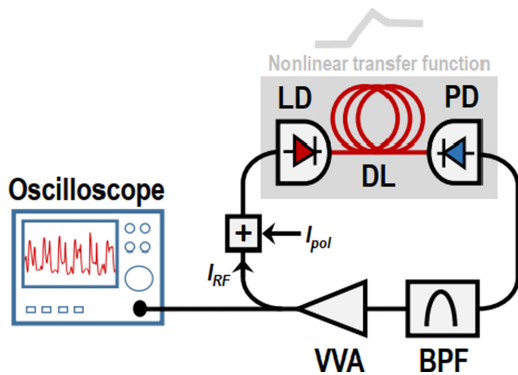 Nonlinear transfer function
LD
PD
DL
Oscilloscope
+
I_pol
I_RF
VVA
BPF